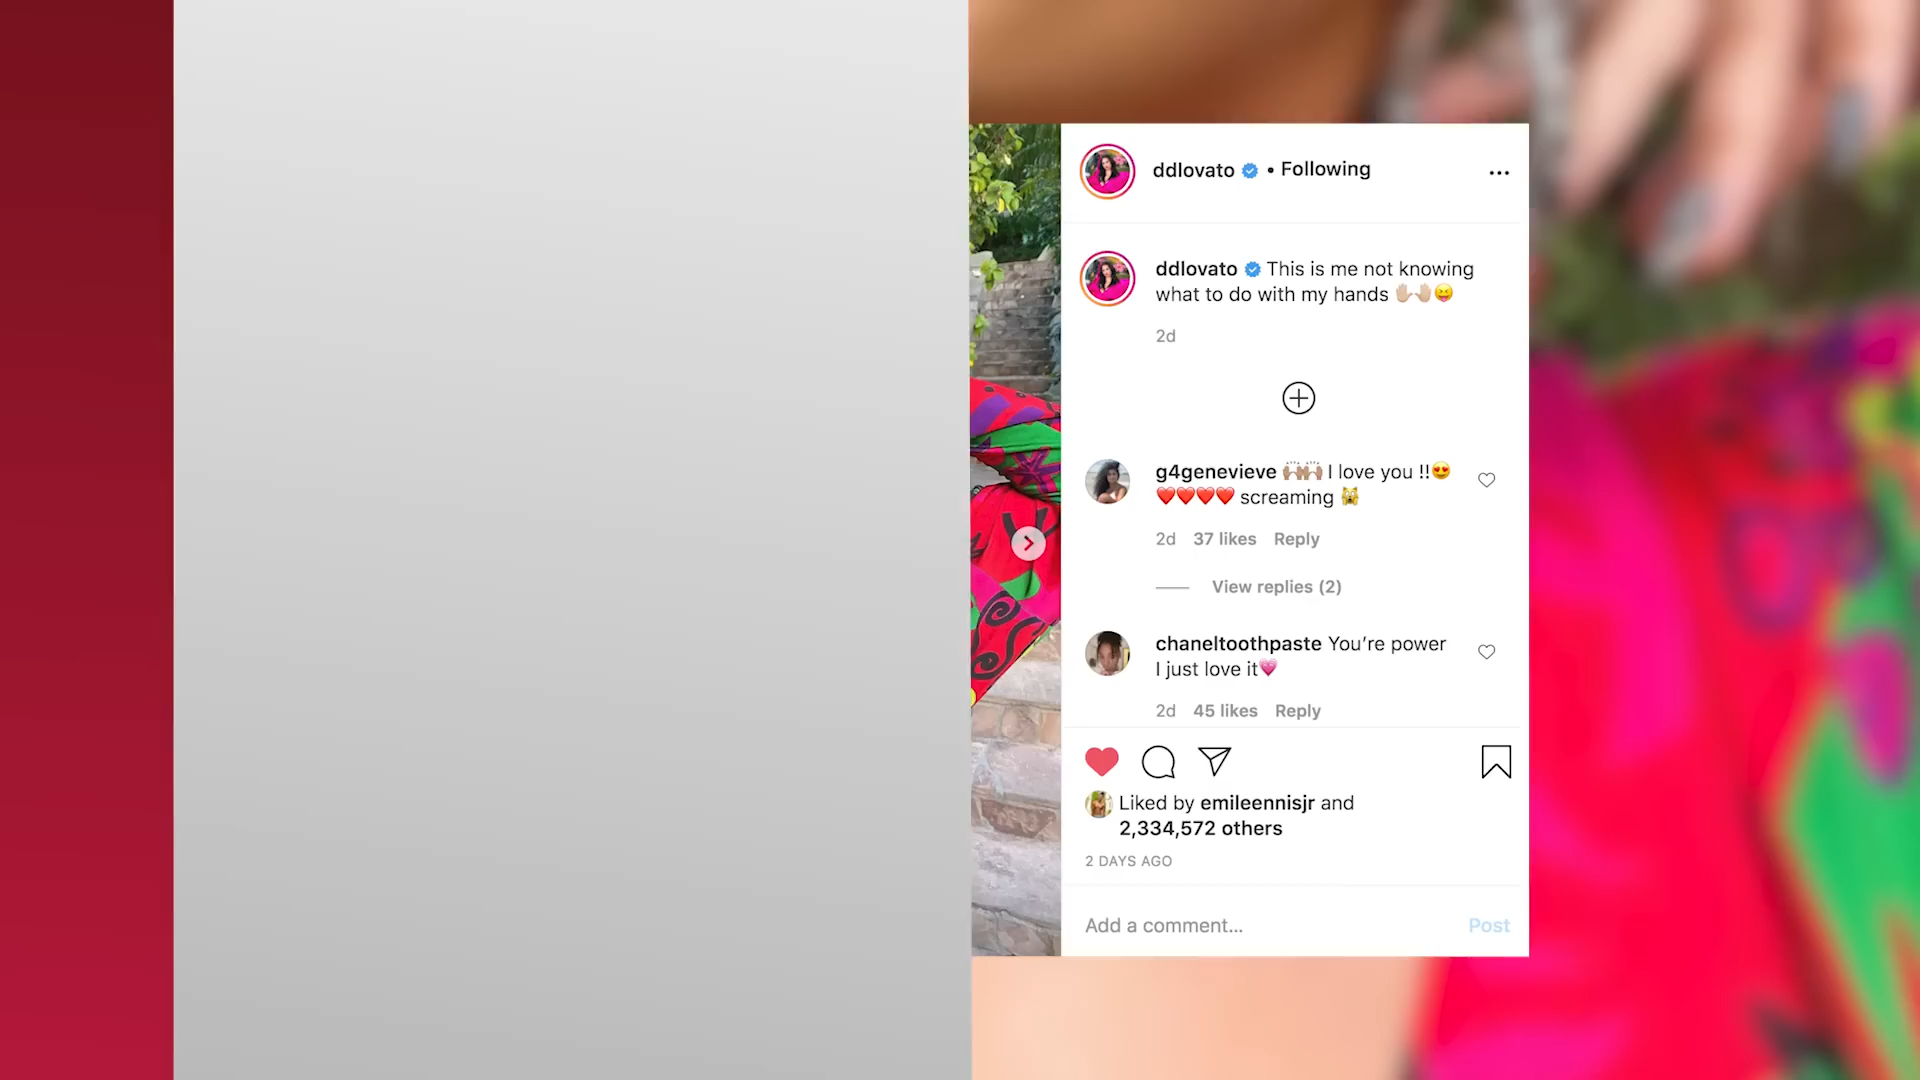 ddlovato • Following
ddlovato This is me not knowing
what to do with my hands 🤚🏼🤚🏼😝
2d
g4genevieve 🙌🏽🙌🏽 I love you !!😍
❤️❤️❤️❤️ screaming 🙀
2d 37 likes Reply
View replies (2)
chaneltoothpaste You’re power
I just love it💗
2d 45 likes Reply
Liked by emileennisjr and
2,334,572 others
2 DAYS AGO
Add a comment... Post